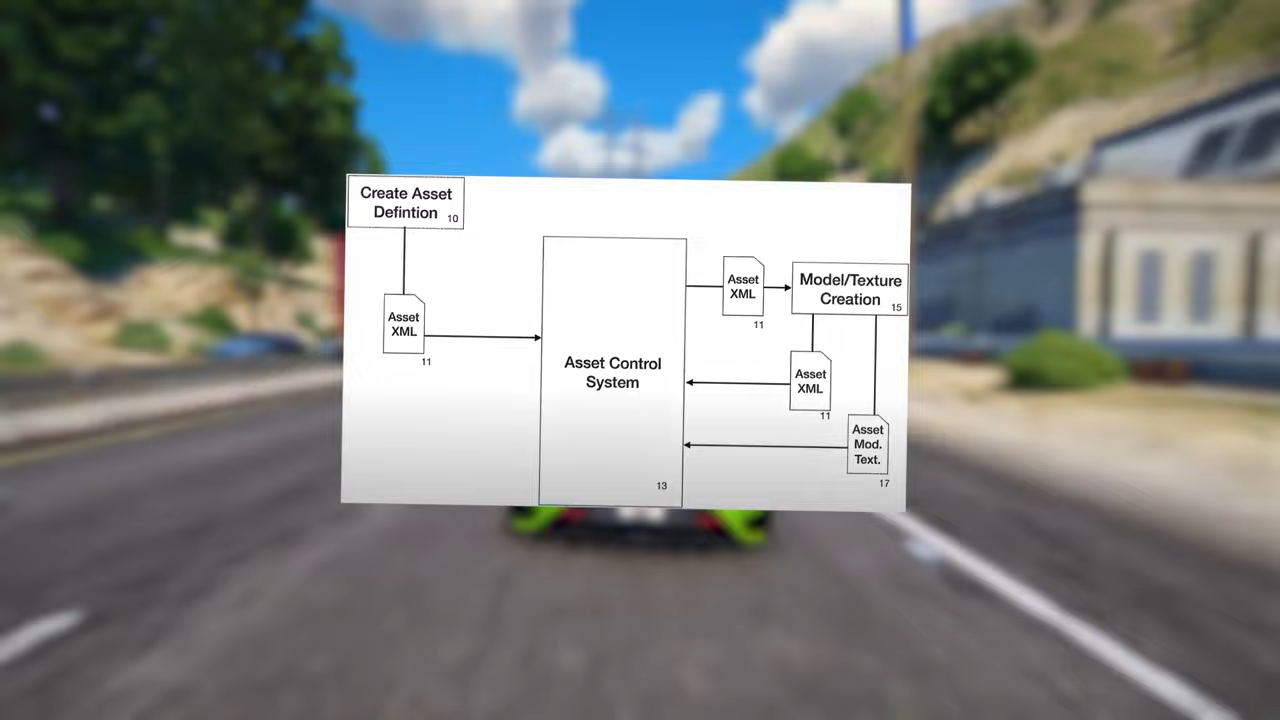 Create Asset
Defintion 10
Asset
XML
11
Asset Control
System
13
Asset
XML
11
Model/Texture
Creation 15
Asset
XML
11
Asset
Mod.
Text.
17